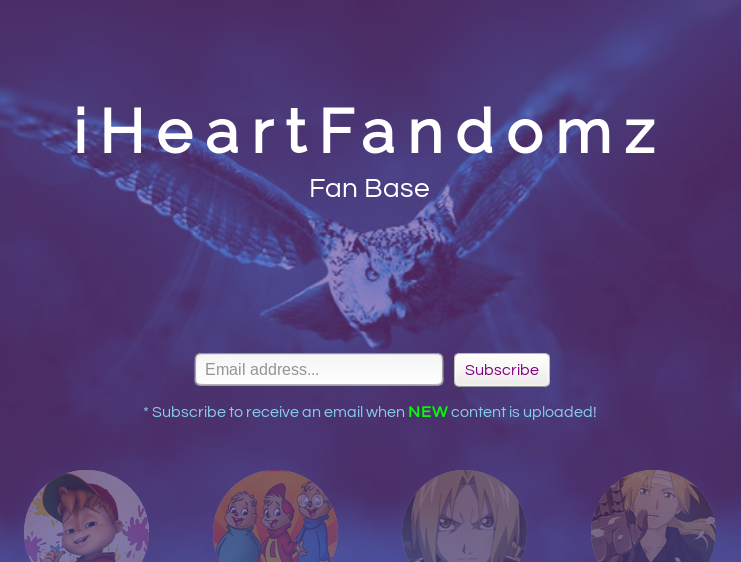 iHeartFandomz
Fan Base
Email address...
Subscribe
* Subscribe to receive an email when NEW content is uploaded!